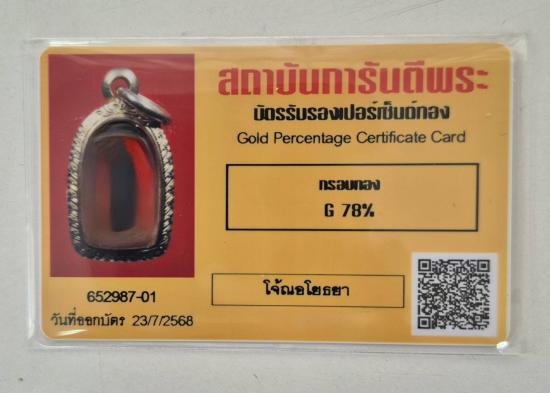 สถาบันการันตีพระ
บัตรรับรองเปอร์เซ็นต์ทอง
Gold Percentage Certificate Card
กรอบทอง
G 78%
โจ้ณอโยธยา
652987-01
วันที่ออกบัตร 23/7/2568